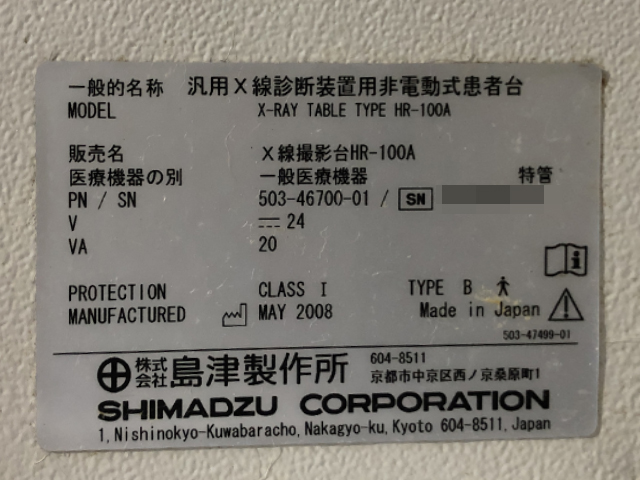 一般的名称 汎用X線診断装置用非電動式患者台
MODEL X-RAY TABLE TYPE HR-100A
販売名 X線撮影台HR-100A
医療機器の別 一般医療機器 特管
PN / SN 503-46700-01 / SN
V 24
VA 20
PROTECTION CLASS I TYPE B
MANUFACTURED MAY 2008 Made in Japan
503-47499-01
株式会社 島津製作所 604-8511
京都市中京区西ノ京桑原町1
SHIMADZU CORPORATION
1, Nishinokyo-Kuwabaracho, Nakagyo-ku, Kyoto 604-8511, Japan